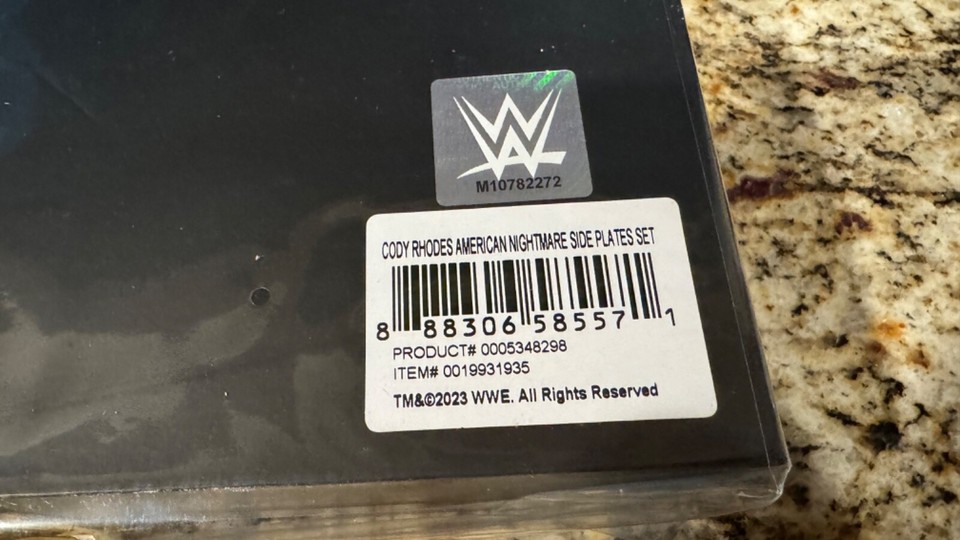 W
M10782272
CODY RHODES AMERICAN NIGHTMARE SIDE PLATES SET
8 88306 58557 1
PRODUCT# 0005348298
ITEM# 0019931935
TM&©2023 WWE. All Rights Reserved